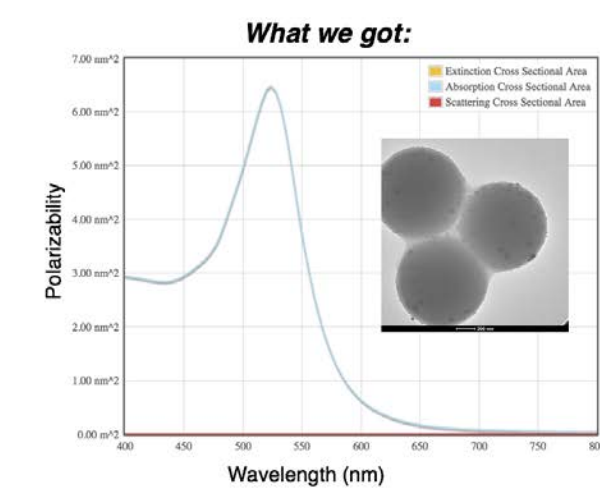 What we got:
7.00 nm^2
Extinction Cross Sectional Area
Absorption Cross Sectional Area
Scattering Cross Sectional Area
6.00 nm^2
5.00 nm^2
4.00 nm^2
3.00 nm^2
2.00 nm^2
1.00 nm^2
0.00 m^2
Polarizability
400 450 500 550 600 650 700 750 80
Wavelength (nm)